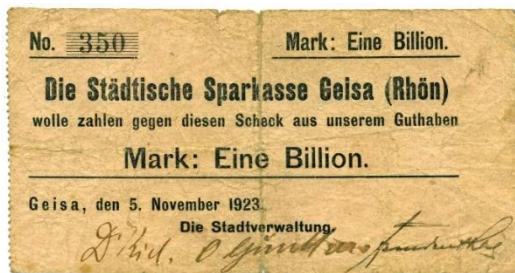 No. 350 Mark: Eine Billion.
Die Städtische Sparkasse Geisa (Rhön)
wolle zahlen gegen diesen Scheck aus unserem Guthaben
Mark: Eine Billion.
Geisa, den 5. November 1923.
Die Stadtverwaltung.